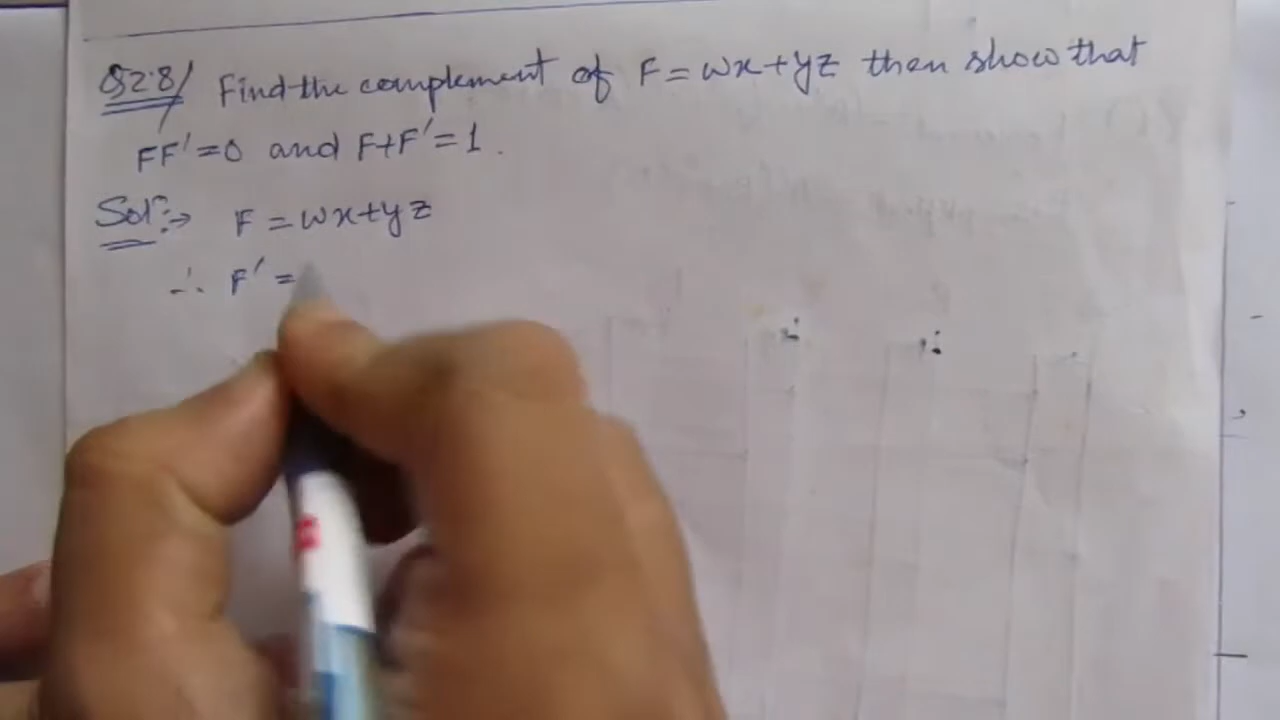 Q2.8/ Find the complement of F = wx+yz then show that
FF' = 0 and F+F' = 1.
Sol:→ F = wx+yz
∴ F' =